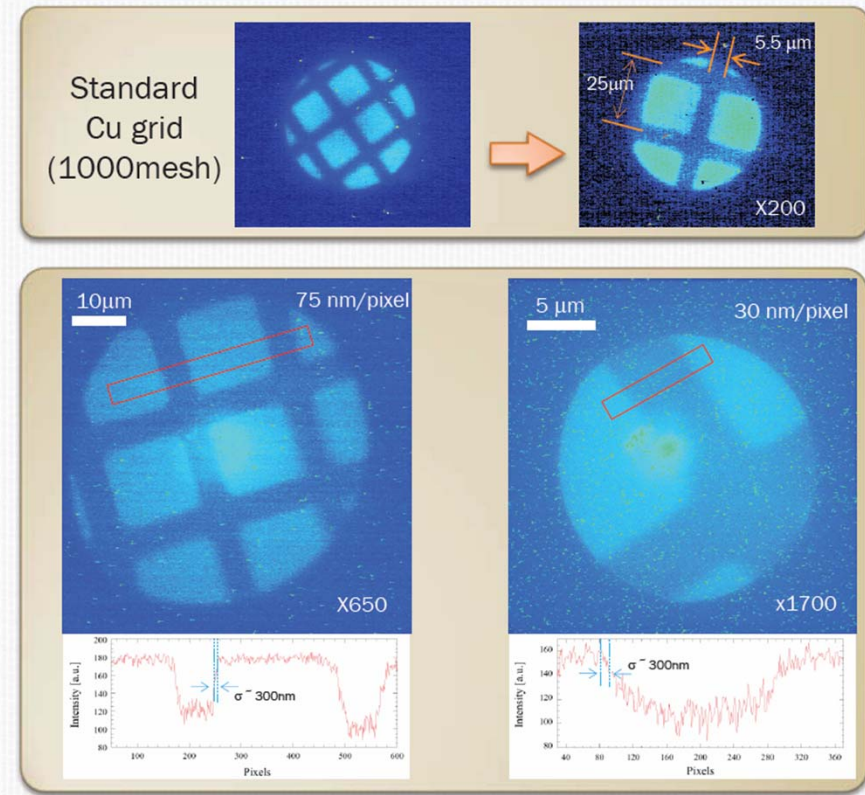 Standard
Cu grid
(1000mesh)
5.5 μm
25μm
X200
10μm
75 nm/pixel
X650
5 μm
30 nm/pixel
x1700
200
180
160
140
120
100
80
Intensity [a.u.]
σ ~ 300nm
100
200
300
400
500
600
Pixels
160
140
120
100
80
Intensity [a.u.]
σ ~ 300nm
40
80
120
160
200
240
280
320
360
Pixels